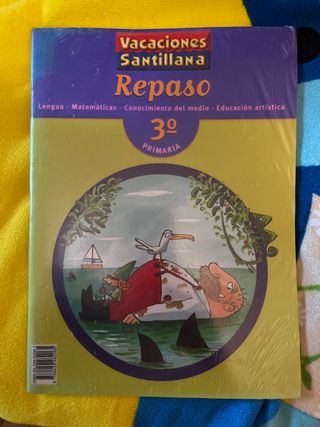 Vacaciones
Santillana
Repaso
Lengua - Matemáticas - Conocimiento del medio - Educación artística
3º
PRIMARIA